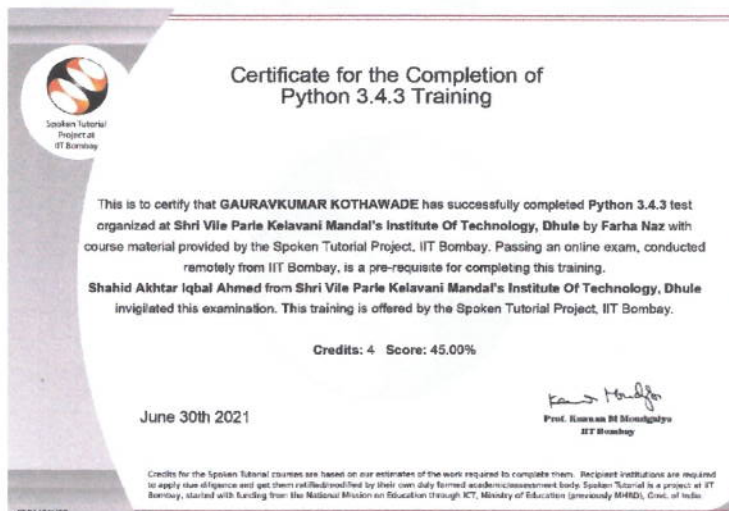 Spoken Tutorial
Project at
IIT Bombay
Certificate for the Completion of
Python 3.4.3 Training
This is to certify that GAURAVKUMAR KOTHAWADE has successfully completed Python 3.4.3 test
organized at Shri Vile Parle Kelavani Mandal's Institute Of Technology, Dhule by Farha Naz with
course material provided by the Spoken Tutorial Project, IIT Bombay. Passing an online exam, conducted
remotely from IIT Bombay, is a pre-requisite for completing this training.
Shahid Akhtar Iqbal Ahmed from Shri Vile Parle Kelavani Mandal's Institute Of Technology, Dhule
invigilated this examination. This training is offered by the Spoken Tutorial Project, IIT Bombay.
Credits: 4 Score: 45.00%
June 30th 2021
Prof. Kannan M Moudgalya
IIT Bombay
Credits for the Spoken Tutorial courses are based on our estimates of the work required to complete them. Recipient institutions are required
to apply due diligence and get them ratified/modified by their own duly formed academic/assessment body. Spoken Tutorial is a project at IIT
Bombay, started with funding from the National Mission on Education through ICT, Ministry of Education (previously MHRD), Govt. of India